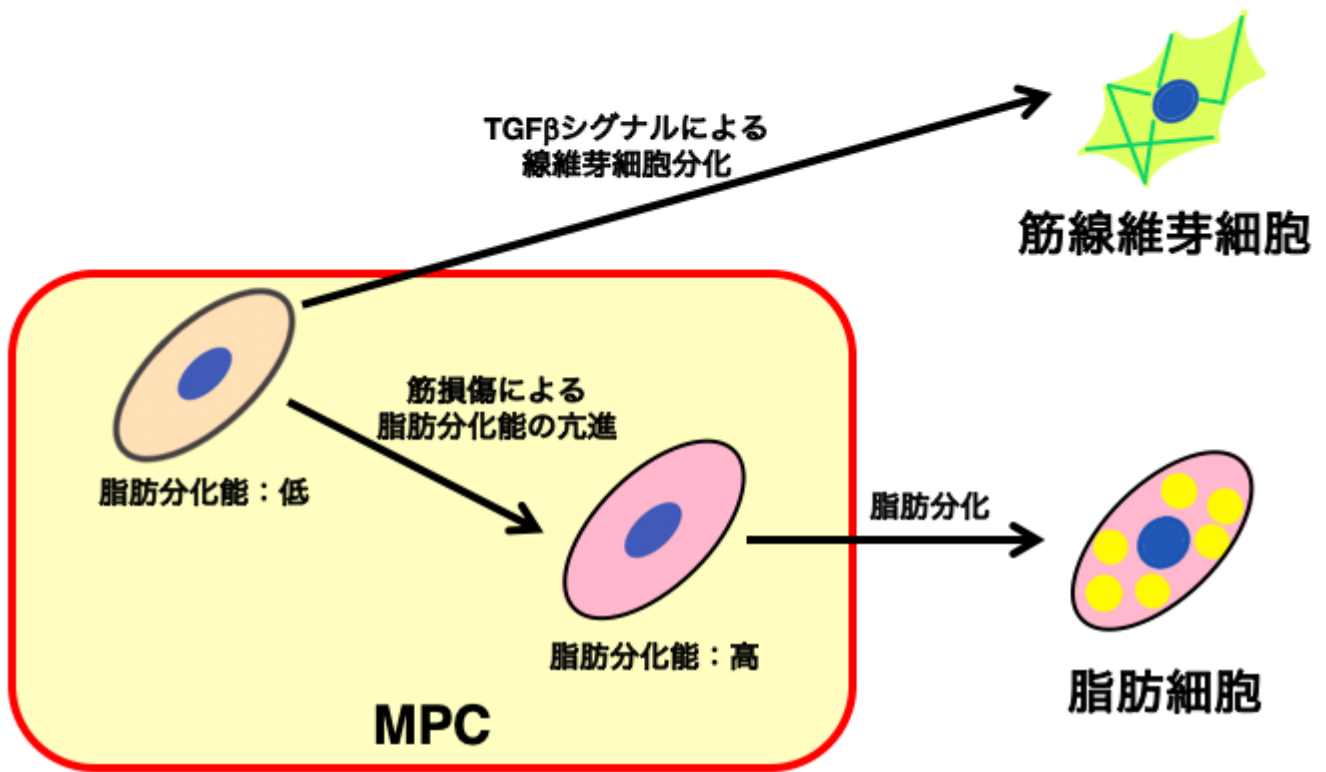 TGFβシグナルによる
線維芽細胞分化
筋線維芽細胞
筋損傷による
脂肪分化能の亢進
脂肪分化能：低
脂肪分化
脂肪分化能：高
脂肪細胞
MPC